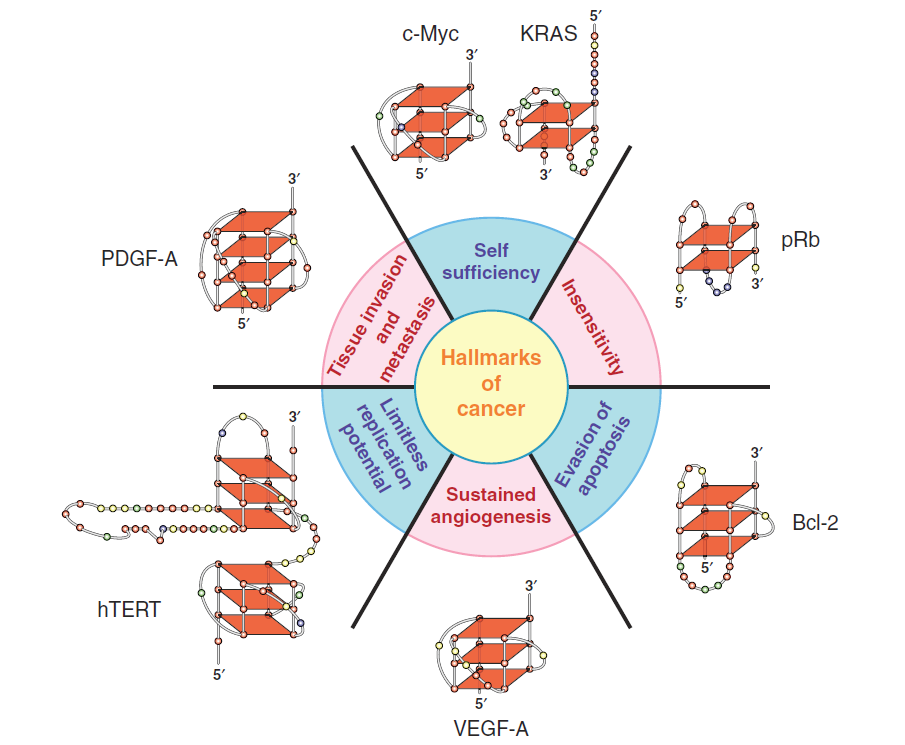 c-Myc
KRAS
5′
3′
5′
3′
PDGF-A
3′
5′
pRb
5′
3′
Self
sufficiency
Insensitivity
Tissue invasion
and
metastasis
Hallmarks
of
cancer
Limitless
replication
potential
Evasion of
apoptosis
Sustained
angiogenesis
3′
hTERT
5′
3′
Bcl-2
5′
3′
5′
VEGF-A